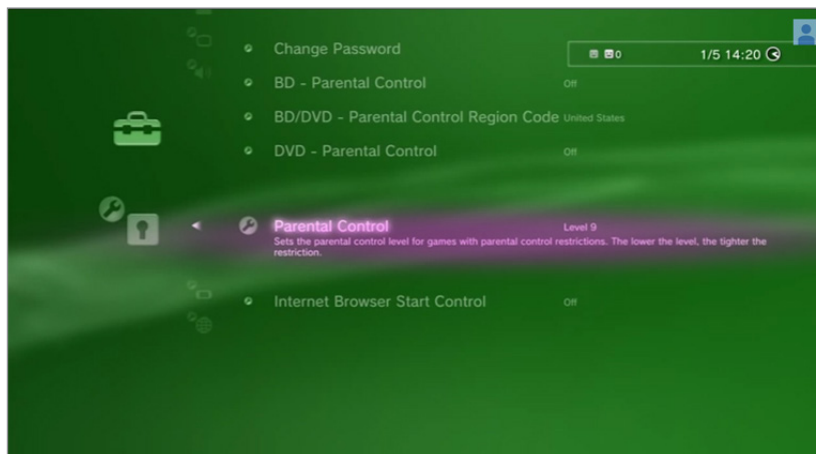 Change Password
0
1/5 14:20
BD - Parental Control
Off
BD/DVD - Parental Control Region Code United States
DVD - Parental Control
Off
Parental Control
Level 9
Sets the parental control level for games with parental control restrictions. The lower the level, the tighter the
restriction.
Internet Browser Start Control
Off